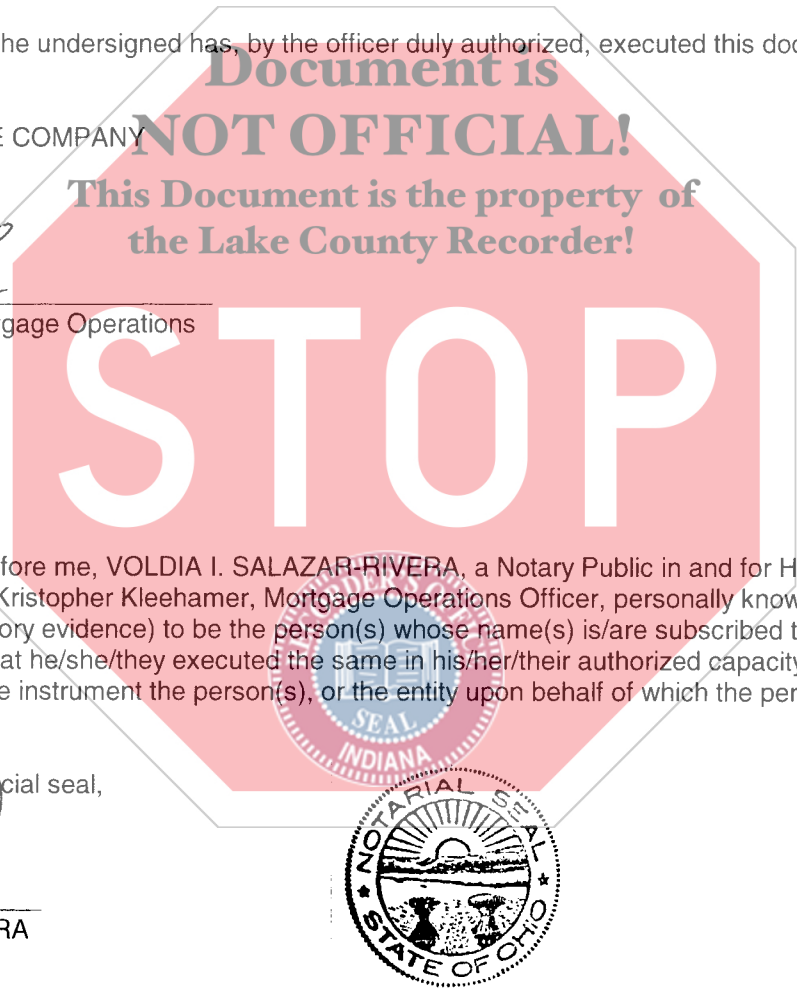 he undersigned has, by the officer duly authorized, executed this doc
Document is
E COMPANY
NOT OFFICIAL!
This Document is the property of
the Lake County Recorder!
gage Operations
STOP
fore me, VOLDIA I. SALAZAR-RIVERA, a Notary Public in and for H
Kristopher Kleehamer, Mortgage Operations Officer, personally know
ory evidence) to be the person(s) whose name(s) is/are subscribed t
at he/she/they executed the same in his/her/their authorized capacity
e instrument the person(s), or the entity upon behalf of which the per
RECORDER'S OFFICE
SEAL
INDIANA
cial seal,
NOTARIAL SEAL
STATE OF OHIO
RA